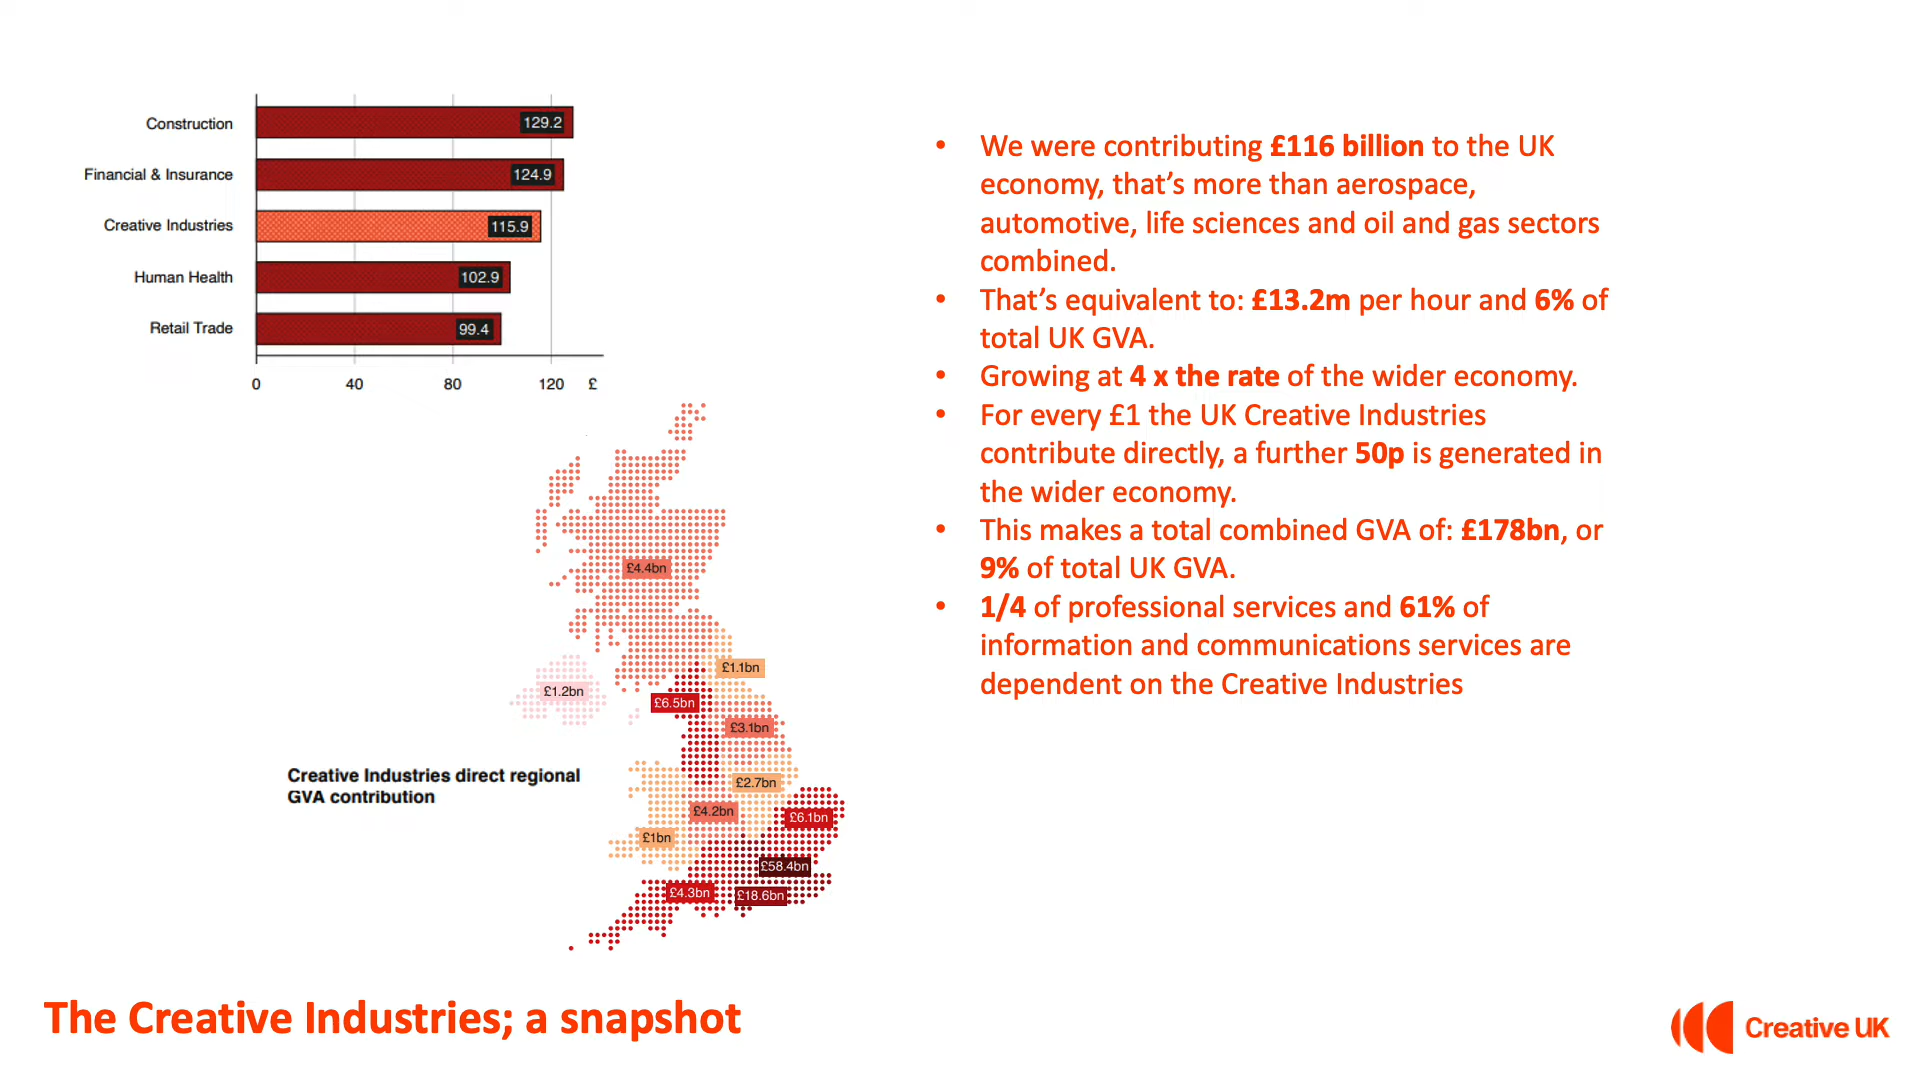 Construction
129.2
Financial & Insurance
124.9
Creative Industries
115.9
Human Health
102.9
Retail Trade
99.4
0 40 80 120 £
£4.4bn
£1.1bn
£1.2bn
£6.5bn
£3.1bn
Creative Industries direct regional
GVA contribution
£2.7bn
£4.2bn
£6.1bn
£1bn
£58.4bn
£4.3bn
£18.6bn
• We were contributing £116 billion to the UK
economy, that’s more than aerospace,
automotive, life sciences and oil and gas sectors
combined.
• That’s equivalent to: £13.2m per hour and 6% of
total UK GVA.
• Growing at 4 x the rate of the wider economy.
• For every £1 the UK Creative Industries
contribute directly, a further 50p is generated in
the wider economy.
• This makes a total combined GVA of: £178bn, or
9% of total UK GVA.
• 1/4 of professional services and 61% of
information and communications services are
dependent on the Creative Industries
The Creative Industries; a snapshot
Creative UK